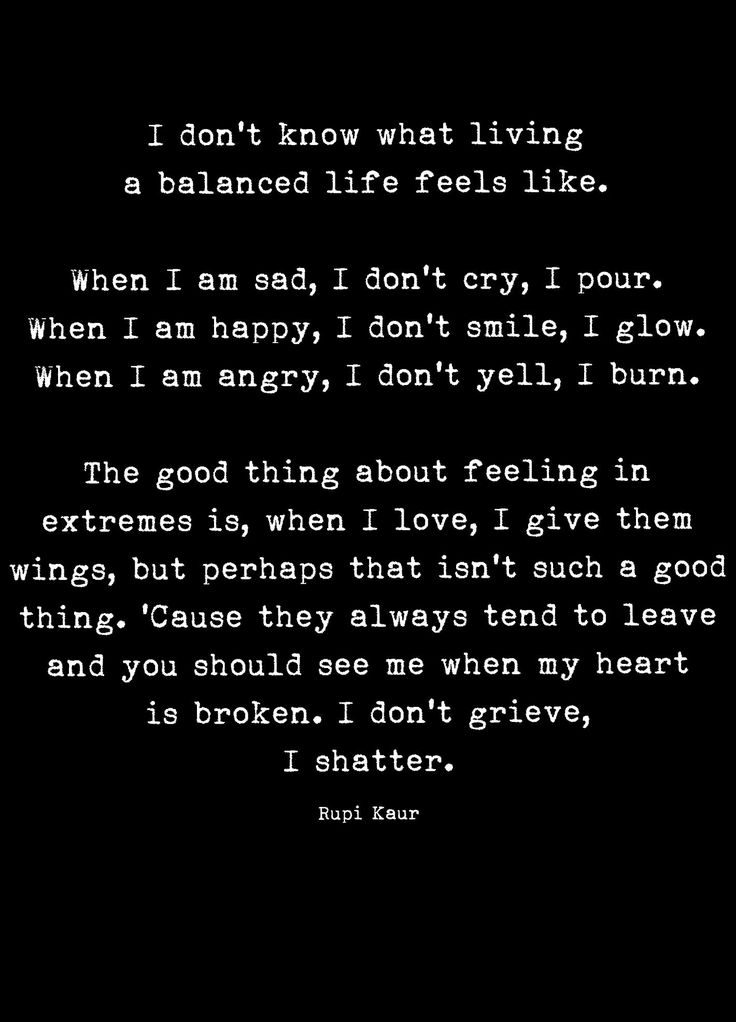 I don't know what living
a balanced life feels like.
When I am sad, I don't cry, I pour.
When I am happy, I don't smile, I glow.
When I am angry, I don't yell, I burn.
The good thing about feeling in
extremes is, when I love, I give them
wings, but perhaps that isn't such a good
thing. 'Cause they always tend to leave
and you should see me when my heart
is broken. I don't grieve,
I shatter.
Rupi Kaur